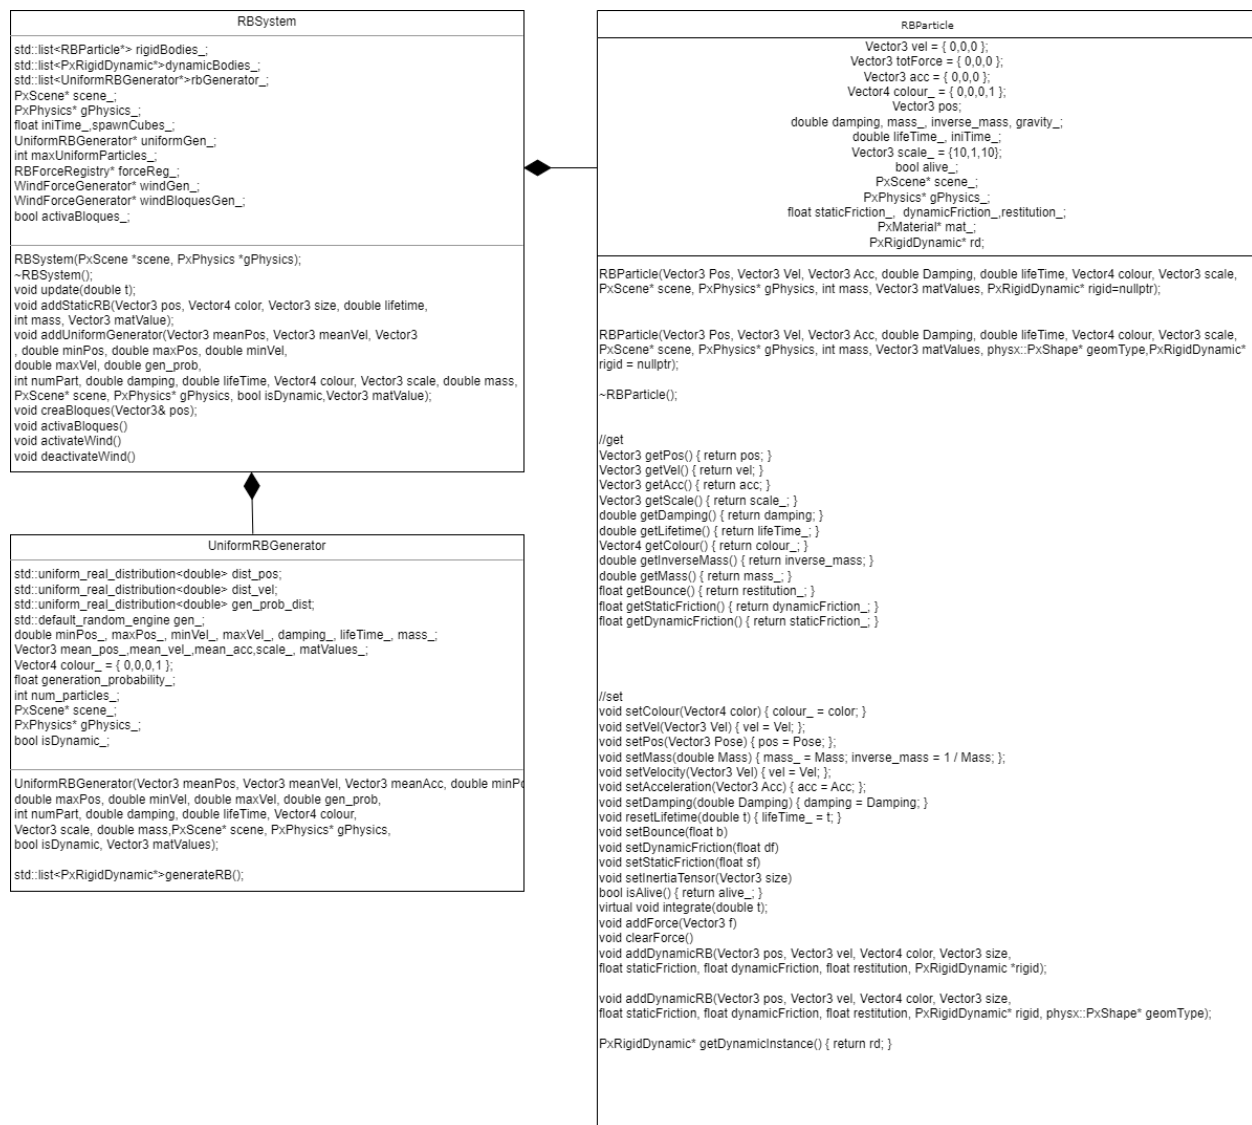 RBSystem
std::list<RBParticle*> rigidBodies_;
std::list<PxRigidDynamic*>dynamicBodies_;
std::list<UniformRBGenerator*>rbGenerator_;
PxScene* scene_;
PxPhysics* gPhysics_;
float iniTime_,spawnCubes_;
UniformRBGenerator* uniformGen_;
int maxUniformParticles_;
RBForceRegistry* forceReg_;
WindForceGenerator* windGen_;
WindForceGenerator* windBloquesGen_;
bool activaBloques_;
RBSystem(PxScene *scene, PxPhysics *gPhysics);
~RBSystem();
void update(double t);
void addStaticRB(Vector3 pos, Vector4 color, Vector3 size, double lifetime,
int mass, Vector3 matValue);
void addUniformGenerator(Vector3 meanPos, Vector3 meanVel, Vector3
, double minPos, double maxPos, double minVel,
double maxVel, double gen_prob,
int numPart, double damping, double lifeTime, Vector4 colour, Vector3 scale, double mass,
PxScene* scene, PxPhysics* gPhysics, bool isDynamic,Vector3 matValue);
void creaBloques(Vector3& pos);
void activaBloques()
void activateWind()
void deactivateWind()
UniformRBGenerator
std::uniform_real_distribution<double> dist_pos;
std::uniform_real_distribution<double> dist_vel;
std::uniform_real_distribution<double> gen_prob_dist;
std::default_random_engine gen_;
double minPos_, maxPos_, minVel_, maxVel_, damping_, lifeTime_, mass_;
Vector3 mean_pos_,mean_vel_,mean_acc,scale_, matValues_;
Vector4 colour_ = { 0,0,0,1 };
float generation_probability_;
int num_particles_;
PxScene* scene_;
PxPhysics* gPhysics_;
bool isDynamic_;
UniformRBGenerator(Vector3 meanPos, Vector3 meanVel, Vector3 meanAcc, double minPo
double maxPos, double minVel, double maxVel, double gen_prob,
int numPart, double damping, double lifeTime, Vector4 colour,
Vector3 scale, double mass,PxScene* scene, PxPhysics* gPhysics,
bool isDynamic, Vector3 matValues);
std::list<PxRigidDynamic*>generateRB();
RBParticle
Vector3 vel = { 0,0,0 };
Vector3 totForce = { 0,0,0 };
Vector3 acc = { 0,0,0 };
Vector4 colour_ = { 0,0,0,1 };
Vector3 pos;
double damping, mass_, inverse_mass, gravity_;
double lifeTime_, iniTime_;
Vector3 scale_ = {10,1,10};
bool alive_;
PxScene* scene_;
PxPhysics* gPhysics_;
float staticFriction_,  dynamicFriction_,restitution_;
PxMaterial* mat_;
PxRigidDynamic* rd;
RBParticle(Vector3 Pos, Vector3 Vel, Vector3 Acc, double Damping, double lifeTime, Vector4 colour, Vector3 scale,
PxScene* scene, PxPhysics* gPhysics, int mass, Vector3 matValues, PxRigidDynamic* rigid=nullptr);
RBParticle(Vector3 Pos, Vector3 Vel, Vector3 Acc, double Damping, double lifeTime, Vector4 colour, Vector3 scale,
PxScene* scene, PxPhysics* gPhysics, int mass, Vector3 matValues, physx::PxShape* geomType,PxRigidDynamic*
rigid = nullptr);
~RBParticle();
//get
Vector3 getPos() { return pos; }
Vector3 getVel() { return vel; }
Vector3 getAcc() { return acc; }
Vector3 getScale() { return scale_; }
double getDamping() { return damping; }
double getLifetime() { return lifeTime_; }
Vector4 getColour() { return colour_; }
double getInverseMass() { return inverse_mass; }
double getMass() { return mass_; }
float getBounce() { return restitution_; }
float getStaticFriction() { return dynamicFriction_; }
float getDynamicFriction() { return staticFriction_; }
//set
void setColour(Vector4 color) { colour_ = color; }
void setVel(Vector3 Vel) { vel = Vel; };
void setPos(Vector3 Pose) { pos = Pose; };
void setMass(double Mass) { mass_ = Mass; inverse_mass = 1 / Mass; };
void setVelocity(Vector3 Vel) { vel = Vel; };
void setAcceleration(Vector3 Acc) { acc = Acc; };
void setDamping(double Damping) { damping = Damping; }
void resetLifetime(double t) { lifeTime_ = t; }
void setBounce(float b)
void setDynamicFriction(float df)
void setStaticFriction(float sf)
void setInertiaTensor(Vector3 size)
bool isAlive() { return alive_; }
virtual void integrate(double t);
void addForce(Vector3 f)
void clearForce()
void addDynamicRB(Vector3 pos, Vector3 vel, Vector4 color, Vector3 size,
float staticFriction, float dynamicFriction, float restitution, PxRigidDynamic *rigid);
void addDynamicRB(Vector3 pos, Vector3 vel, Vector4 color, Vector3 size,
float staticFriction, float dynamicFriction, float restitution, PxRigidDynamic* rigid, physx::PxShape* geomType);
PxRigidDynamic* getDynamicInstance() { return rd; }